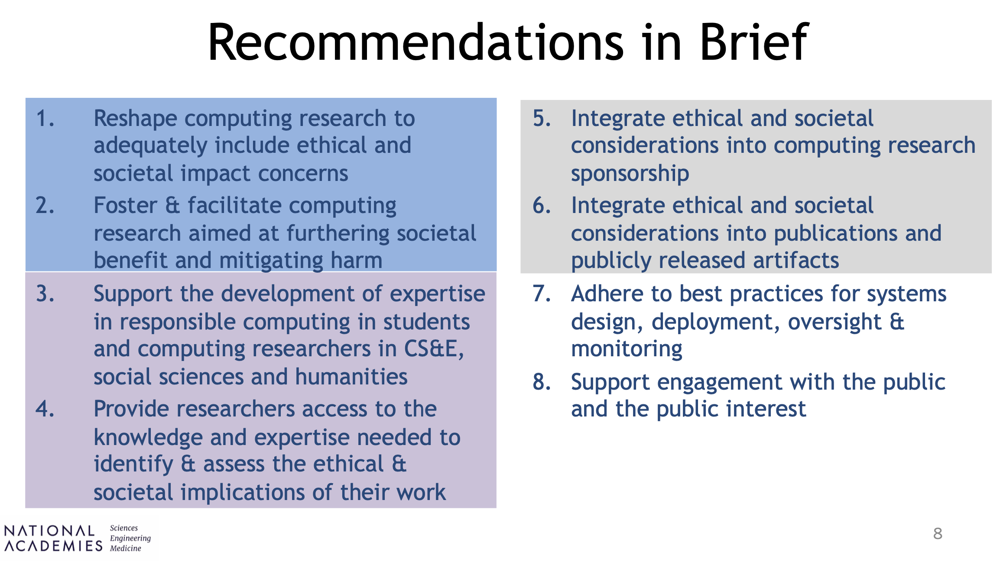 Recommendations in Brief
1. Reshape computing research to
adequately include ethical and
societal impact concerns
2. Foster & facilitate computing
research aimed at furthering societal
benefit and mitigating harm
3. Support the development of expertise
in responsible computing in students
and computing researchers in CS&E,
social sciences and humanities
4. Provide researchers access to the
knowledge and expertise needed to
identify & assess the ethical &
societal implications of their work
5. Integrate ethical and societal
considerations into computing research
sponsorship
6. Integrate ethical and societal
considerations into publications and
publicly released artifacts
7. Adhere to best practices for systems
design, deployment, oversight &
monitoring
8. Support engagement with the public
and the public interest
NATIONAL
ACADEMIES
Sciences
Engineering
Medicine
8